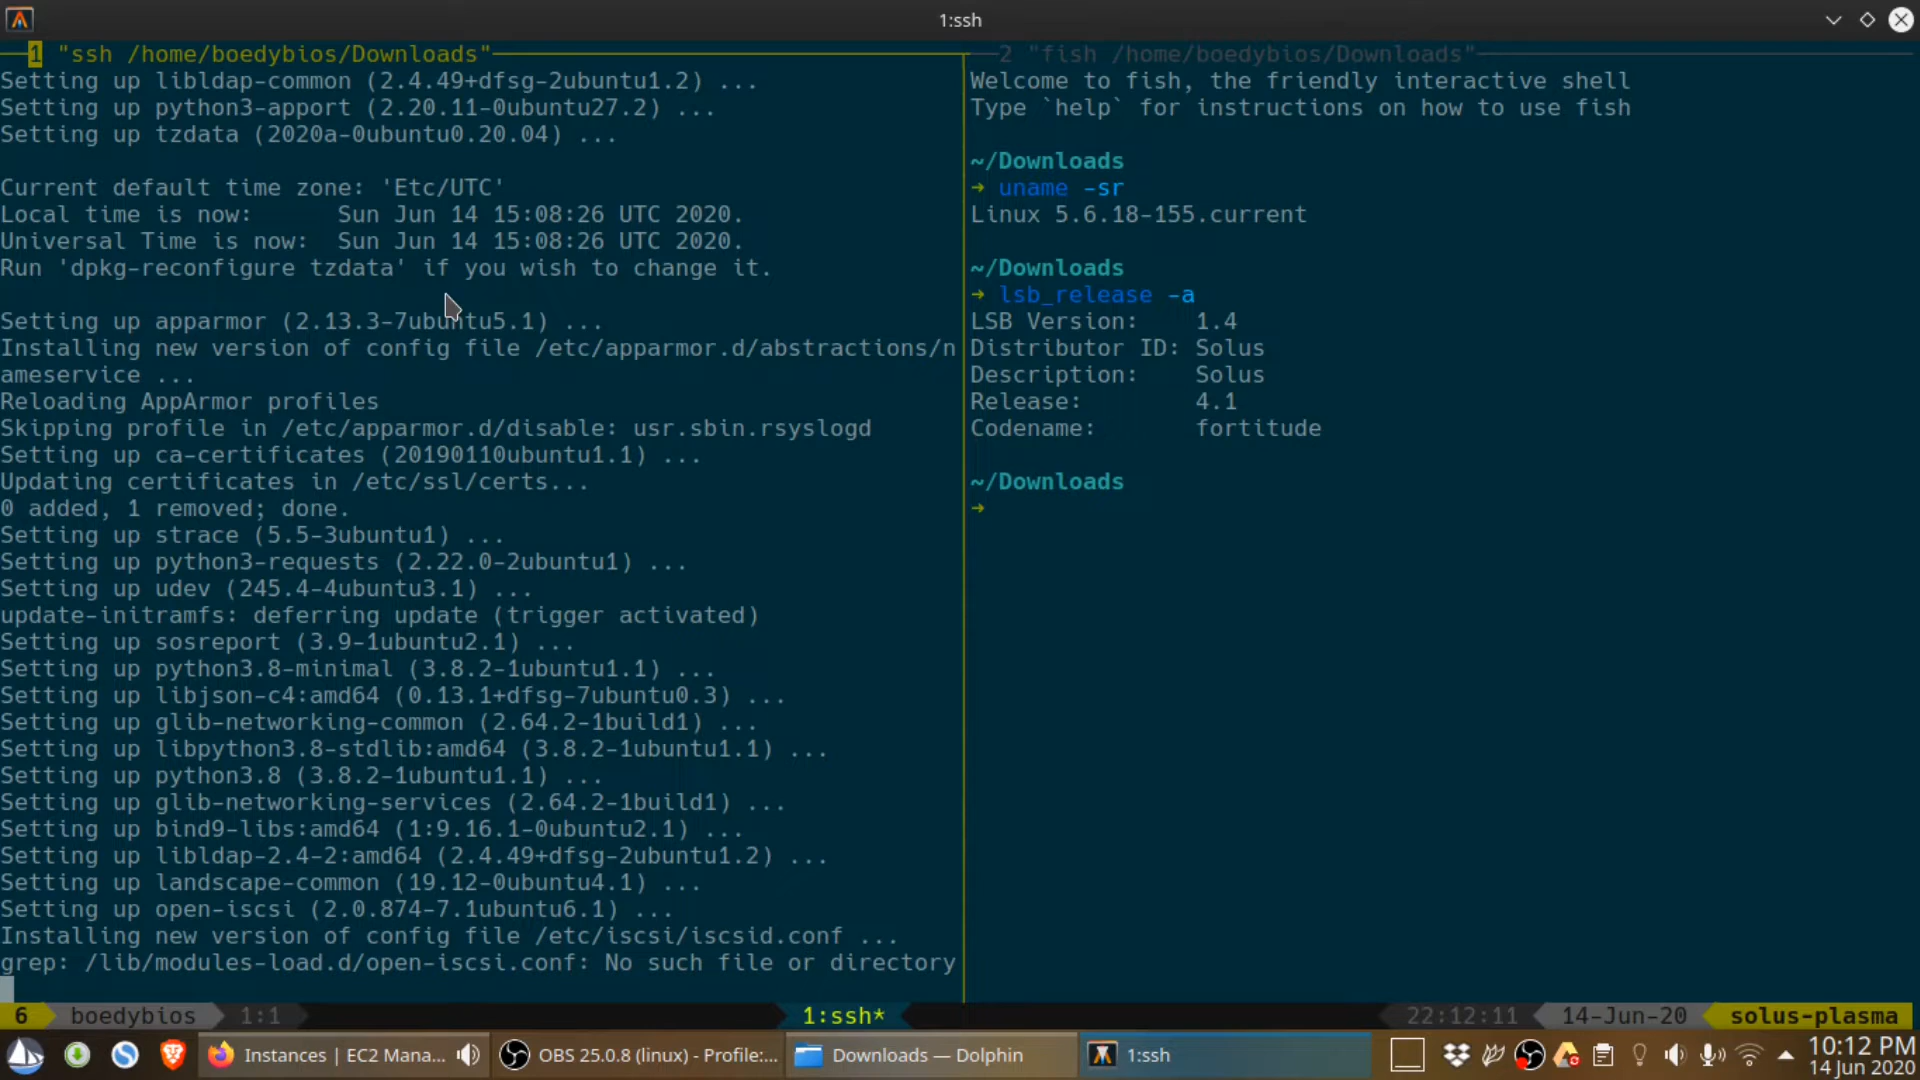 1:ssh
1 "ssh /home/boedybios/Downloads"
Setting up libldap-common (2.4.49+dfsg-2ubuntu1.2) ...
Setting up python3-apport (2.20.11-0ubuntu27.2) ...
Setting up tzdata (2020a-0ubuntu0.20.04) ...
Current default time zone: 'Etc/UTC'
Local time is now:      Sun Jun 14 15:08:26 UTC 2020.
Universal Time is now:  Sun Jun 14 15:08:26 UTC 2020.
Run 'dpkg-reconfigure tzdata' if you wish to change it.
Setting up apparmor (2.13.3-7ubuntu5.1) ...
Installing new version of config file /etc/apparmor.d/abstractions/n
ameservice ...
Reloading AppArmor profiles
Skipping profile in /etc/apparmor.d/disable: usr.sbin.rsyslogd
Setting up ca-certificates (20190110ubuntu1.1) ...
Updating certificates in /etc/ssl/certs...
0 added, 1 removed; done.
Setting up strace (5.5-3ubuntu1) ...
Setting up python3-requests (2.22.0-2ubuntu1) ...
Setting up udev (245.4-4ubuntu3.1) ...
update-initramfs: deferring update (trigger activated)
Setting up sosreport (3.9-1ubuntu2.1) ...
Setting up python3.8-minimal (3.8.2-1ubuntu1.1) ...
Setting up libjson-c4:amd64 (0.13.1+dfsg-7ubuntu0.3) ...
Setting up glib-networking-common (2.64.2-1build1) ...
Setting up libpython3.8-stdlib:amd64 (3.8.2-1ubuntu1.1) ...
Setting up python3.8 (3.8.2-1ubuntu1.1) ...
Setting up glib-networking-services (2.64.2-1build1) ...
Setting up bind9-libs:amd64 (1:9.16.1-0ubuntu2.1) ...
Setting up libldap-2.4-2:amd64 (2.4.49+dfsg-2ubuntu1.2) ...
Setting up landscape-common (19.12-0ubuntu4.1) ...
Setting up open-iscsi (2.0.874-7.1ubuntu6.1) ...
Installing new version of config file /etc/iscsi/iscsid.conf ...
grep: /lib/modules-load.d/open-iscsi.conf: No such file or directory
2 "fish /home/boedybios/Downloads"
Welcome to fish, the friendly interactive shell
Type `help` for instructions on how to use fish
~/Downloads
→ uname -sr
Linux 5.6.18-155.current
~/Downloads
→ lsb_release -a
LSB Version:    1.4
Distributor ID: Solus
Description:    Solus
Release:        4.1
Codename:       fortitude
~/Downloads
→
6 boedybios 1:1 1:ssh* 22:12:11 14-Jun-20 solus-plasma
Instances | EC2 Mana... OBS 25.0.8 (linux) - Profile:... Downloads — Dolphin 1:ssh 10:12 PM
14 Jun 2020